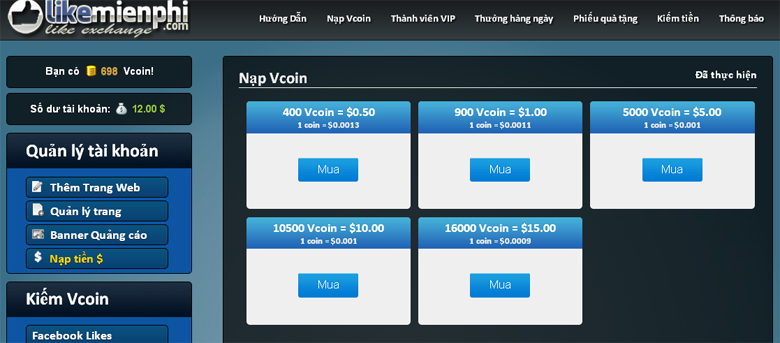 likemienphi
.com
like exchange
Hướng Dẫn Nạp Vcoin Thành viên VIP Thưởng hàng ngày Phiếu quà tặng Kiếm tiền Thông báo
Bạn có 698 Vcoin!
Số dư tài khoản: 12.00 $
Quản lý tài khoản
Thêm Trang Web
Quản lý trang
Banner Quảng cáo
Nạp tiền $
Kiếm Vcoin
Facebook Likes
Nạp Vcoin
Đã thực hiện
400 Vcoin = $0.50
1 coin = $0.0013
Mua
900 Vcoin = $1.00
1 coin = $0.0011
Mua
5000 Vcoin = $5.00
1 coin = $0.001
Mua
10500 Vcoin = $10.00
1 coin = $0.001
Mua
16000 Vcoin = $15.00
1 coin = $0.0009
Mua